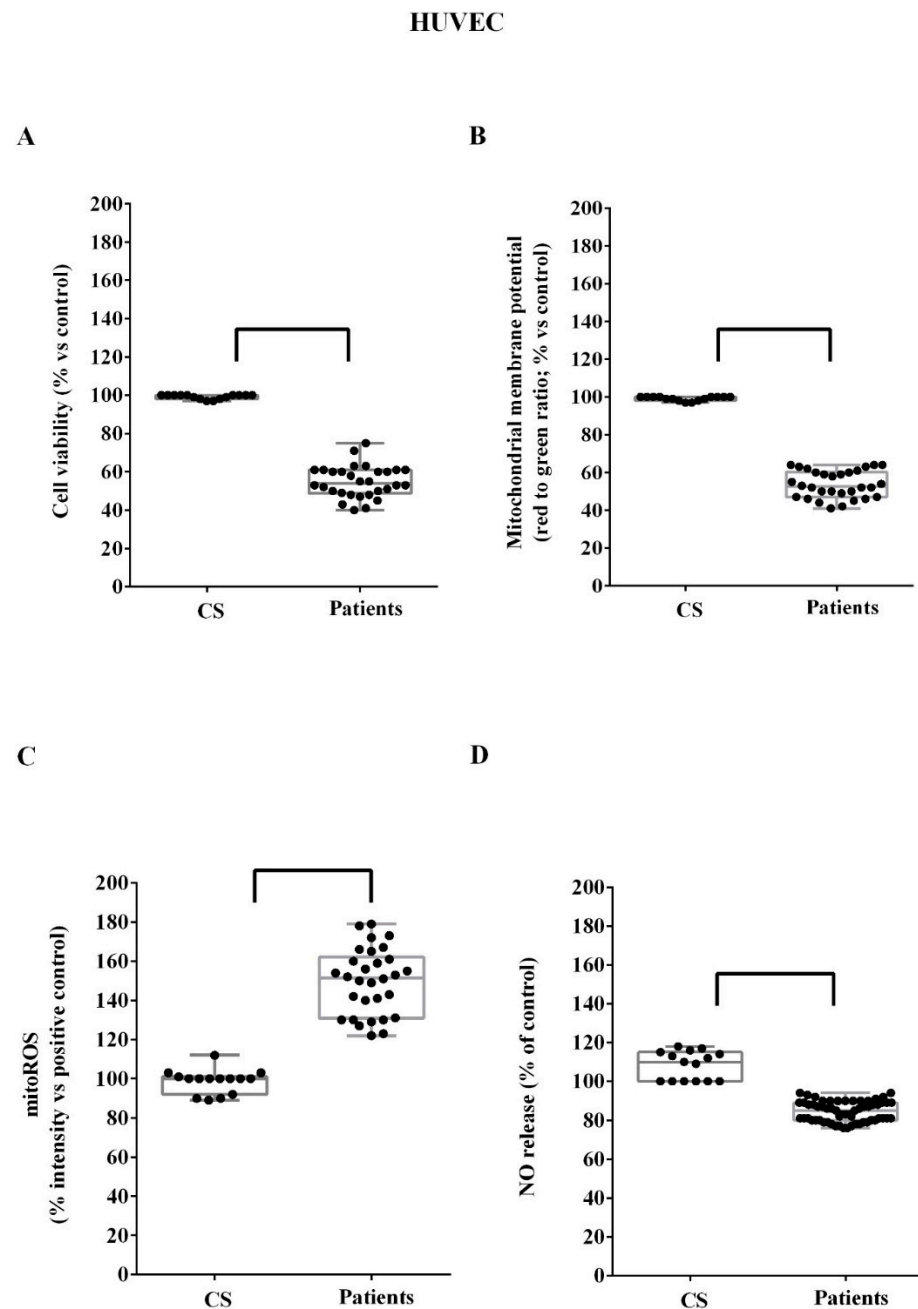 HUVEC
A
Cell viability (% vs control)
200
180
160
140
120
100
80
60
40
20
0
CS
Patients
B
Mitochondrial membrane potential
(red to green ratio; % vs control)
200
180
160
140
120
100
80
60
40
20
0
CS
Patients
C
mitoROS
(% intensity vs positive control)
200
180
160
140
120
100
80
60
40
20
0
CS
Patients
D
NO release (% of control)
200
180
160
140
120
100
80
60
40
20
0
CS
Patients